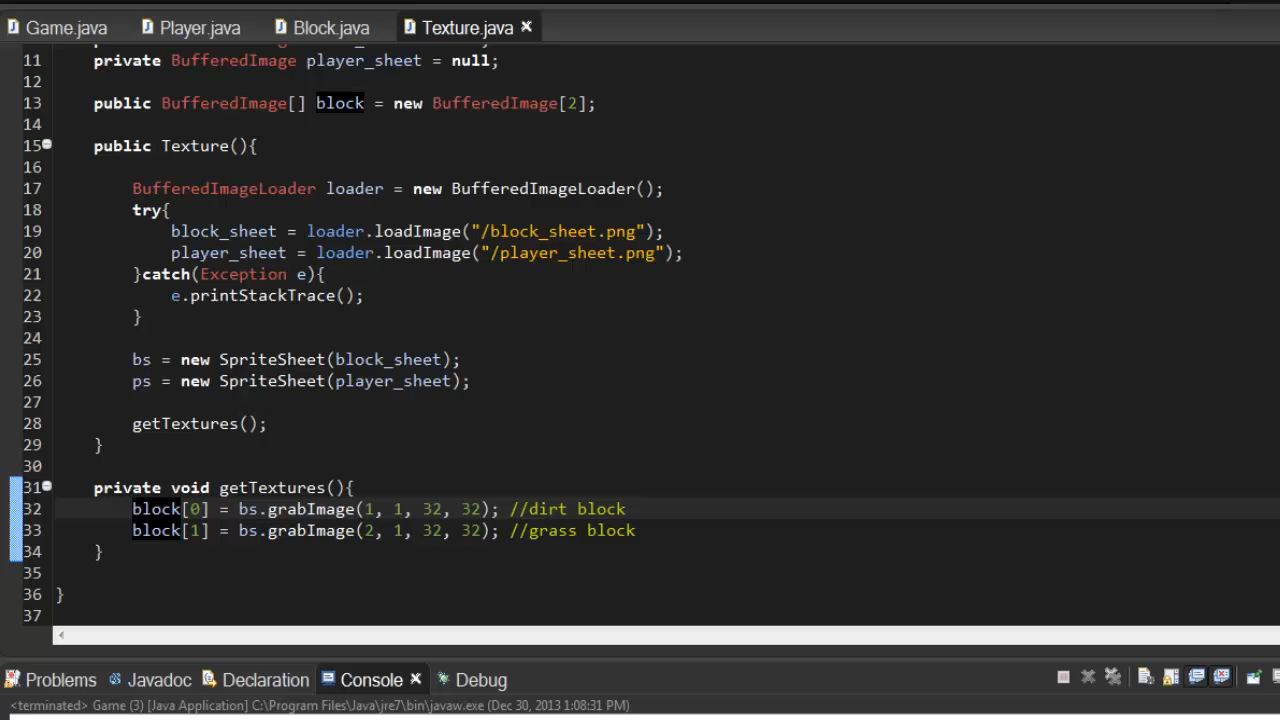 Game.java Player.java Block.java Texture.java
11 private BufferedImage player_sheet = null;
12
13 public BufferedImage[] block = new BufferedImage[2];
14
15 public Texture(){
16
17 BufferedImageLoader loader = new BufferedImageLoader();
18 try{
19 block_sheet = loader.loadImage("/block_sheet.png");
20 player_sheet = loader.loadImage("/player_sheet.png");
21 }catch(Exception e){
22 e.printStackTrace();
23 }
24
25 bs = new SpriteSheet(block_sheet);
26 ps = new SpriteSheet(player_sheet);
27
28 getTextures();
29 }
30
31 private void getTextures(){
32 block[0] = bs.grabImage(1, 1, 32, 32); //dirt block
33 block[1] = bs.grabImage(2, 1, 32, 32); //grass block
34 }
35
36 }
37
Problems Javadoc Declaration Console Debug
<terminated> Game (3) [Java Application] C:\Program Files\Java\jre7\bin\javaw.exe (Dec 30, 2013 1:08:31 PM)